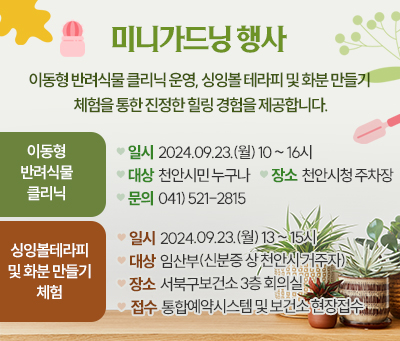 미니가드닝 행사
이동형 반려식물 클리닉 운영, 싱잉볼 테라피 및 화분 만들기
체험을 통한 진정한 힐링 경험을 제공합니다.
이동형
반려식물
클리닉
일시 2024.09.23.(월) 10 ~ 16시
대상 천안시민 누구나 장소 천안시청 주차장
문의 041) 521-2815
싱잉볼테라피
및 화분 만들기
체험
일시 2024.09.23.(월) 13 ~ 15시
대상 임산부(신분증 상 천안시 거주자)
장소 서북구보건소 3층 회의실
접수 통합예약시스템 및 보건소 현장접수